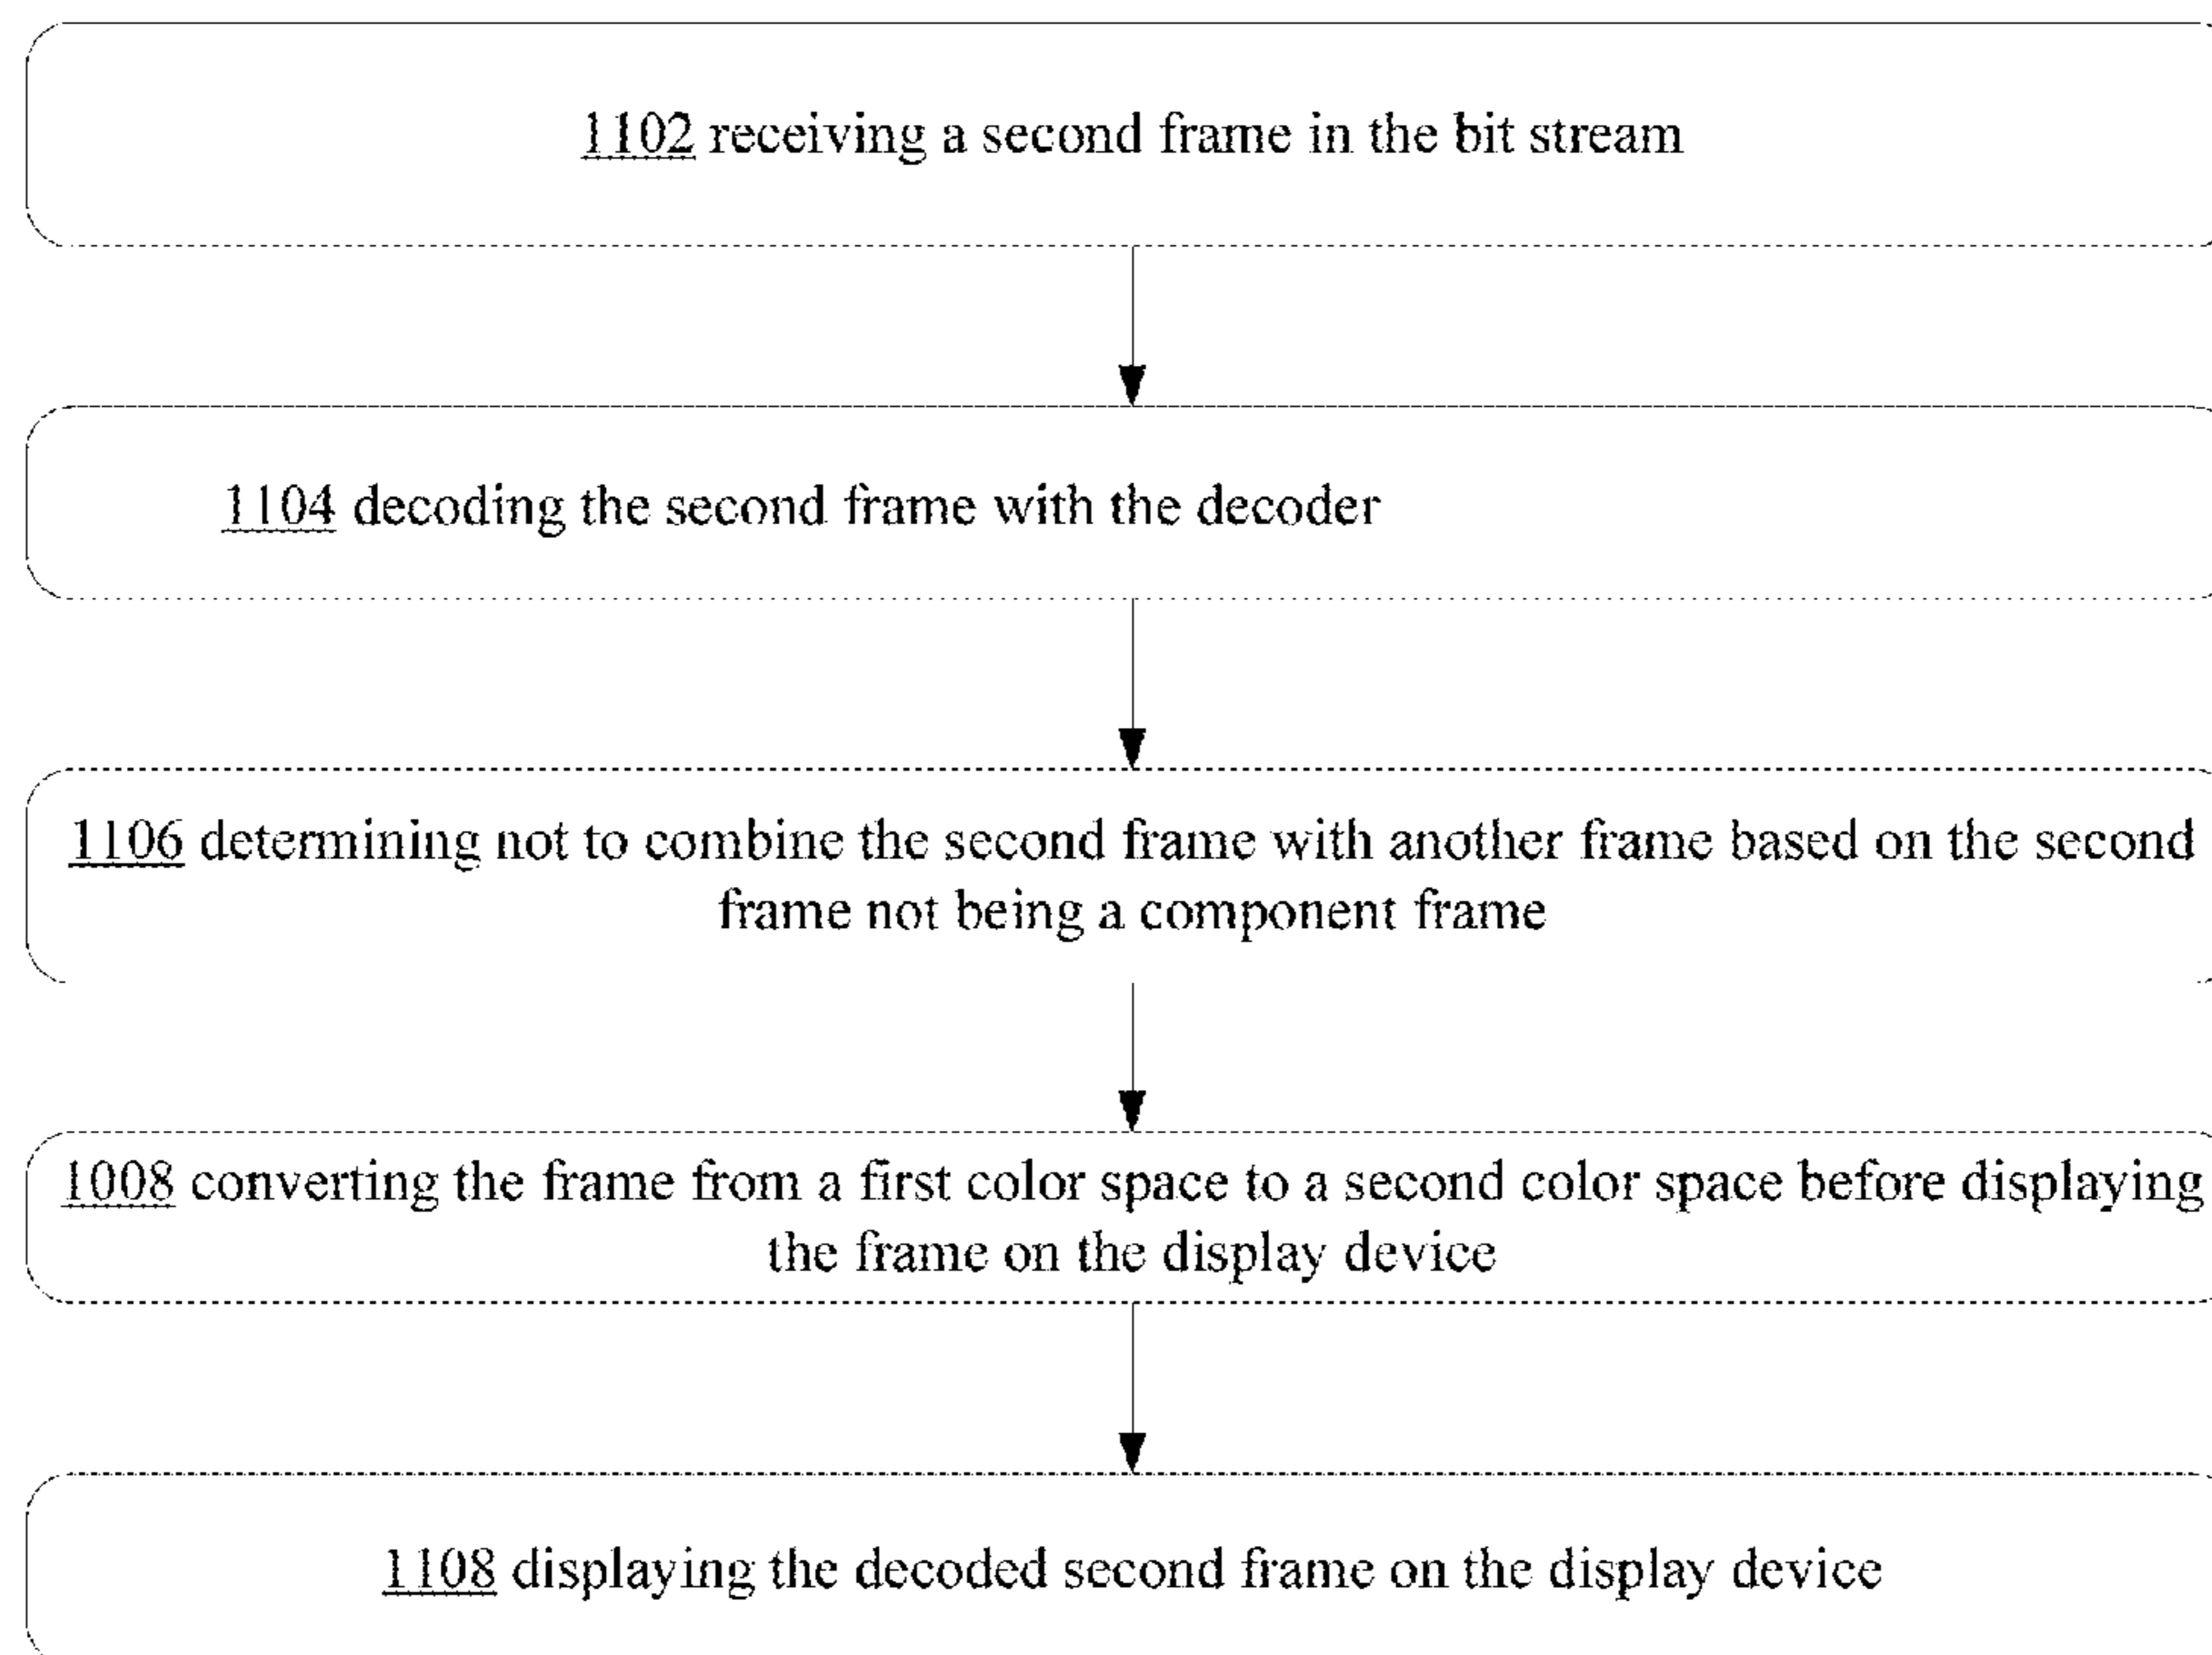 1102 receiving a second frame in the bit stream
1104 decoding the second frame with the decoder
1106 determining not to combine the second frame with another frame based on the second
frame not being a component frame
1008 converting the frame from a first color space to a second color space before displaying
the frame on the display device
1108 displaying the decoded second frame on the display device